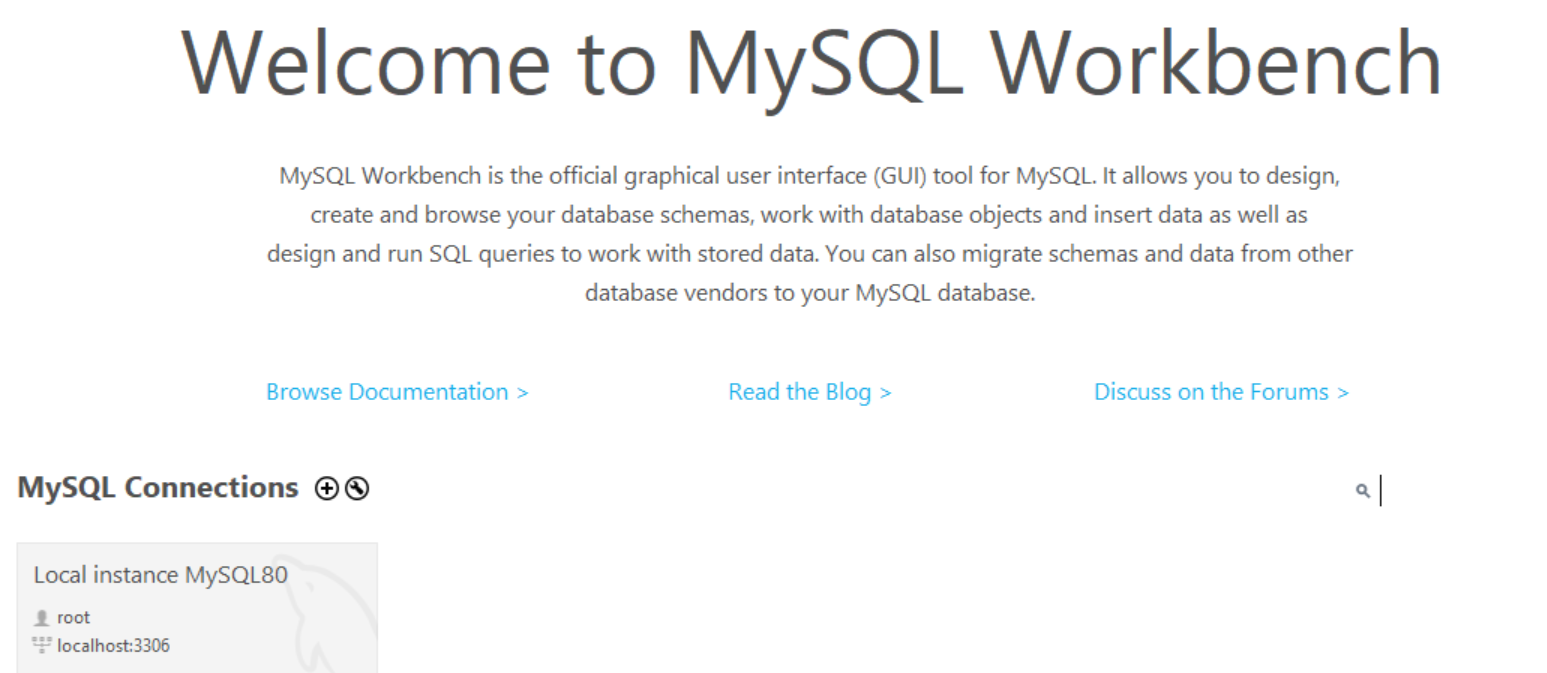 Welcome to MySQL Workbench
MySQL Workbench is the official graphical user interface (GUI) tool for MySQL. It allows you to design,
create and browse your database schemas, work with database objects and insert data as well as
design and run SQL queries to work with stored data. You can also migrate schemas and data from other
database vendors to your MySQL database.
Browse Documentation > Read the Blog > Discuss on the Forums >
MySQL Connections
Local instance MySQL80
root
localhost:3306